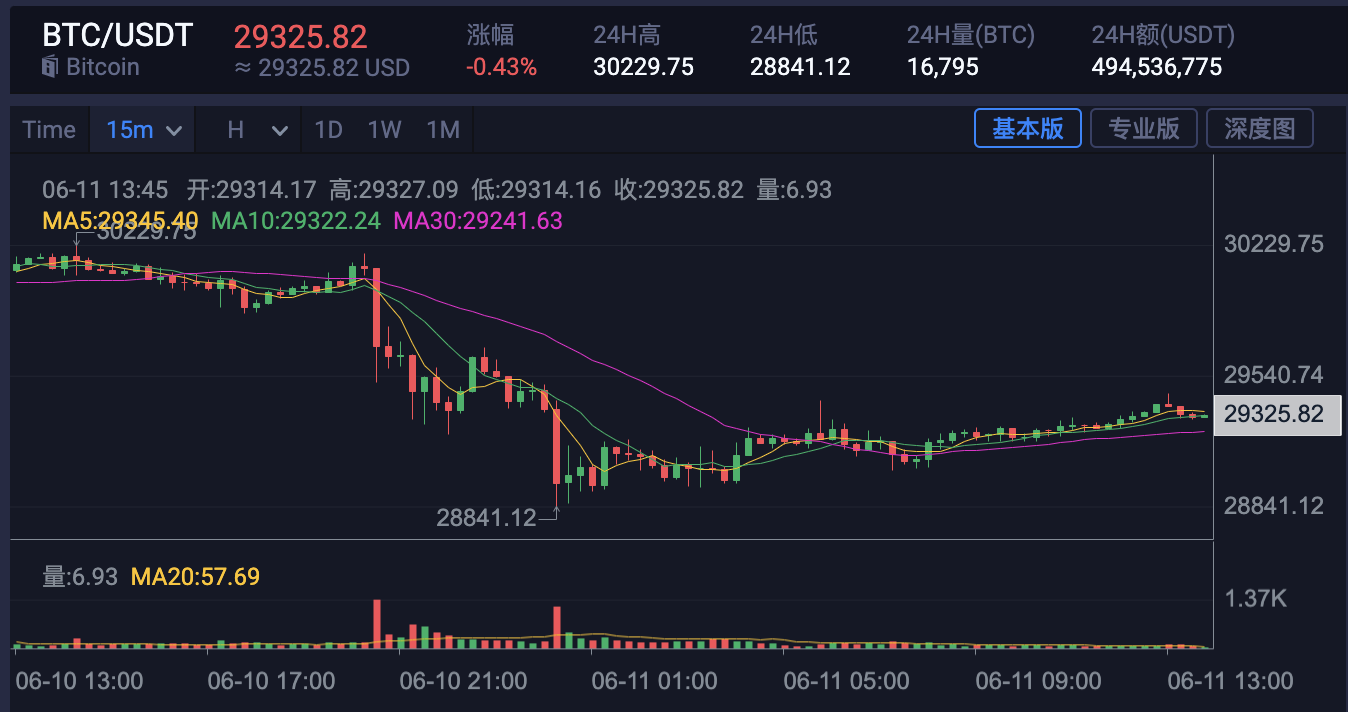 BTC/USDT 29325.82 涨幅 24H高 24H低 24H量(BTC) 24H额(USDT)
Bitcoin ≈ 29325.82 USD -0.43% 30229.75 28841.12 16,795 494,536,775
Time 15m H 1D 1W 1M 基本版 专业版 深度图
06-11 13:45 开:29314.17 高:29327.09 低:29314.16 收:29325.82 量:6.93
MA5:29345.40 MA10:29322.24 MA30:29241.63
30229.75
30229.75
29540.74
29325.82
28841.12
28841.12
量:6.93 MA20:57.69
1.37K
06-10 13:00 06-10 17:00 06-10 21:00 06-11 01:00 06-11 05:00 06-11 09:00 06-11 13:00